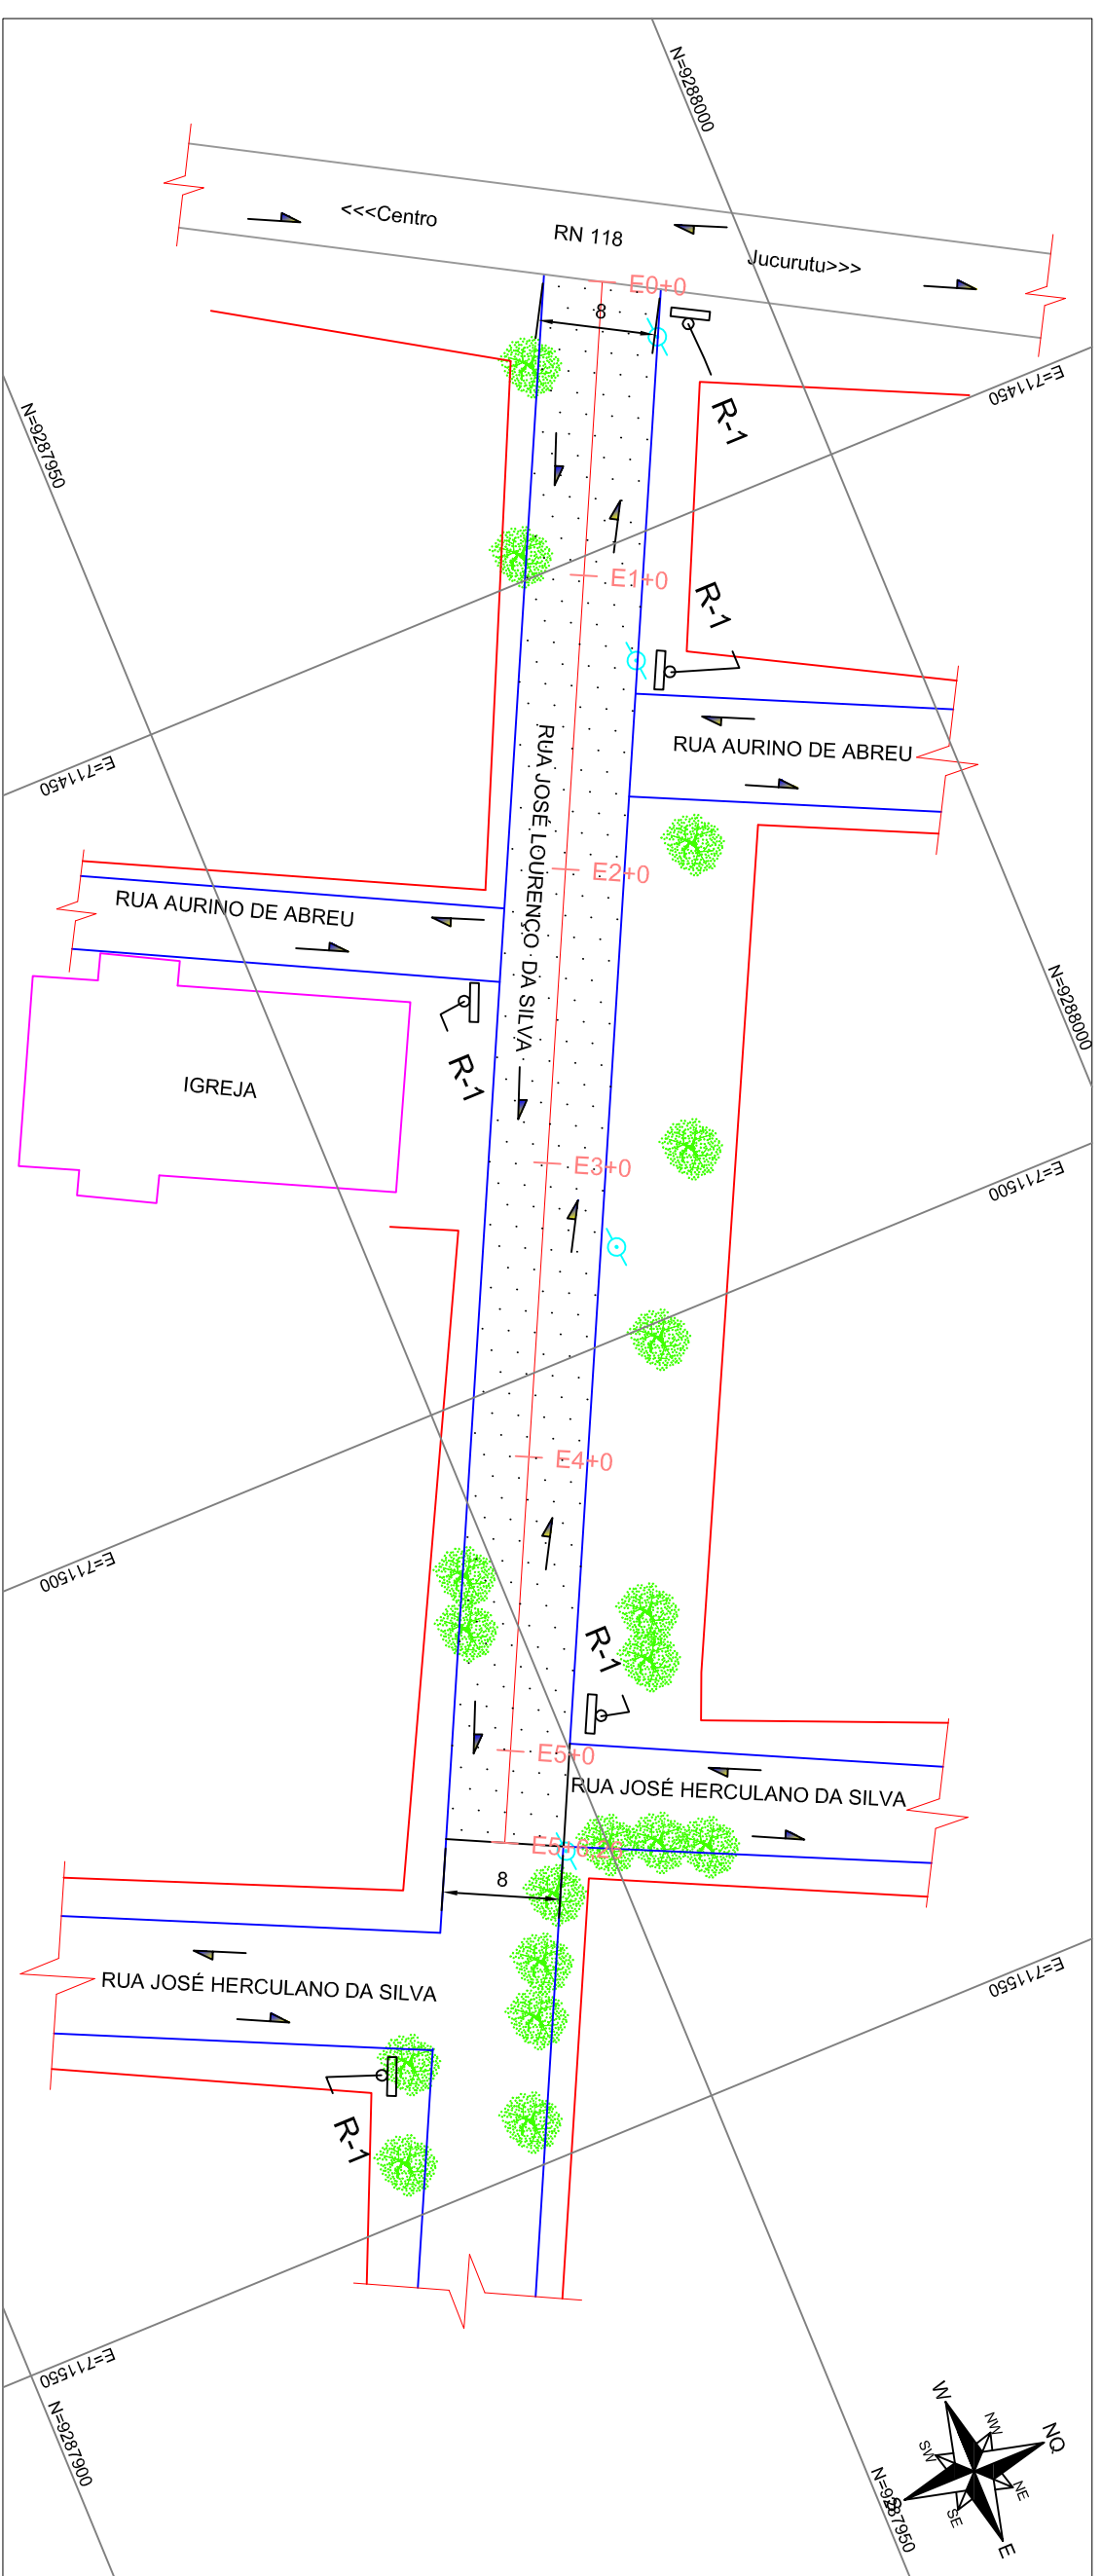 N=9288000
<<<Centro
RN 118
Jucurutu>>>
E0+0
8
E=711450
R-1
N=9287950
E1+0
R-1
RUA AURINO DE ABREU
RUA JOSÉ LOURENÇO DA SILVA
E=711450
E2+0
RUA AURINO DE ABREU
N=9288000
R-1
IGREJA
E3+0
E=711500
E4+0
E=711500
R-1
E5+0
RUA JOSÉ HERCULANO DA SILVA
8
E=711550
RUA JOSÉ HERCULANO DA SILVA
R-1
E=711550
N=9287900
W
NW
NQ
SW
NE
SE
E
N=9287950